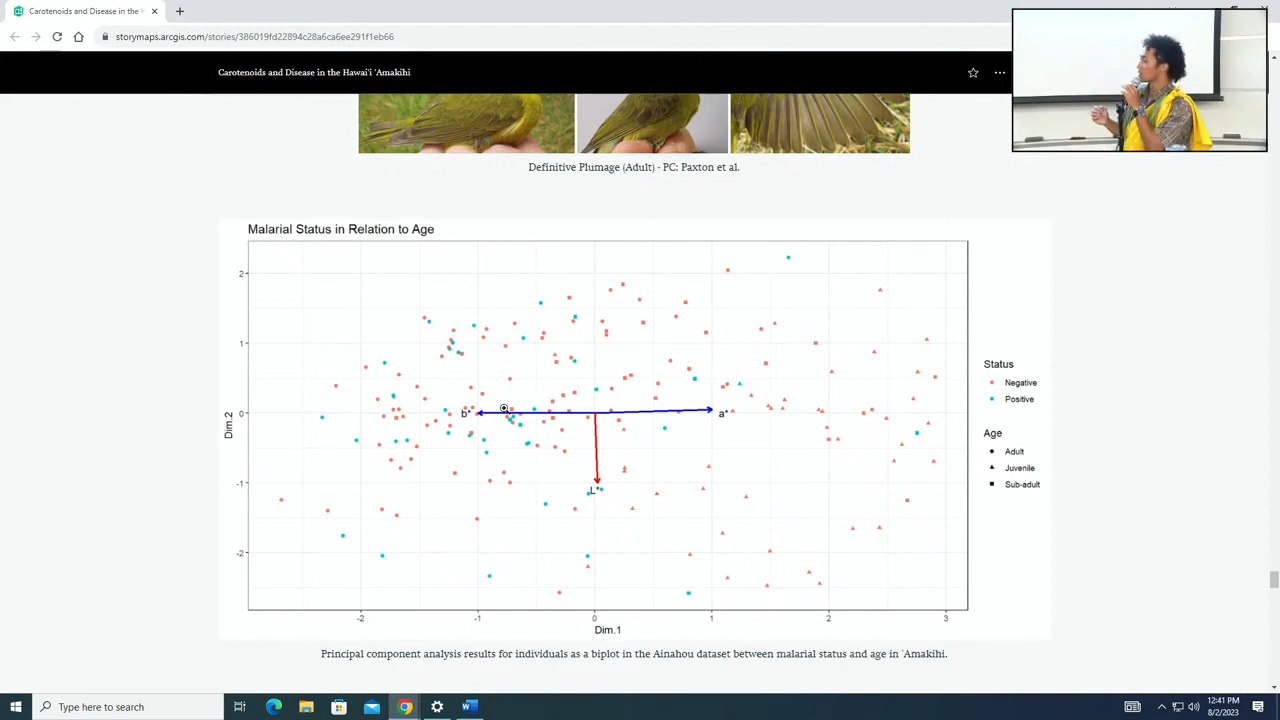 Carotenoids and Disease in the H
storymaps.arcgis.com/stories/386019fd22894c28a6ca6ee291f1eb66
Carotenoids and Disease in the Hawai'i 'Amakihi
Definitive Plumage (Adult) - PC: Paxton et al.
Malarial Status in Relation to Age
2
1
0
-1
-2
Dim.2
b*
a*
L*
-2
-1
0
1
2
3
Dim.1
Status
Negative
Positive
Age
Adult
Juvenile
Sub-adult
Principal component analysis results for individuals as a biplot in the Ainahou dataset between malarial status and age in 'Amakihi.
Type here to search
12:41 PM
8/2/2023